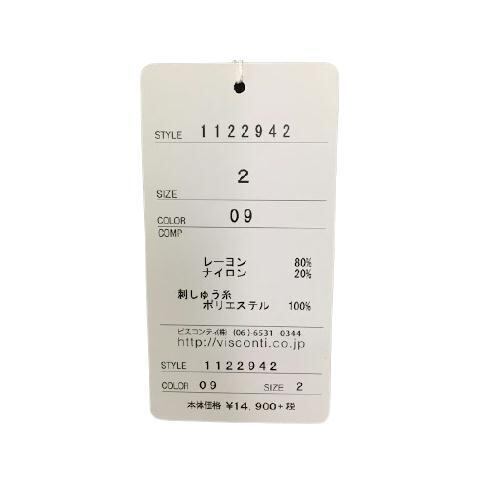 STYLE 1122942
2
SIZE
COLOR 09
COMP
レーヨン 80%
ナイロン 20%
刺しゅう糸
ポリエステル 100%
ビスコンティ(株) (06)6531 0344
http://visconti.co.jp
STYLE 1122942
COLOR 09 SIZE 2
本体価格 ¥14,900+税